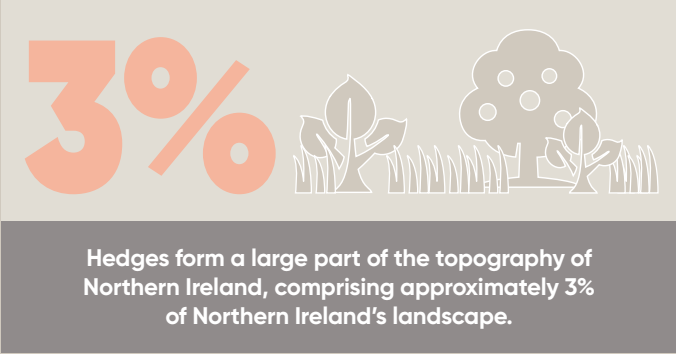 3%
Hedges form a large part of the topography of
Northern Ireland, comprising approximately 3%
of Northern Ireland's landscape.